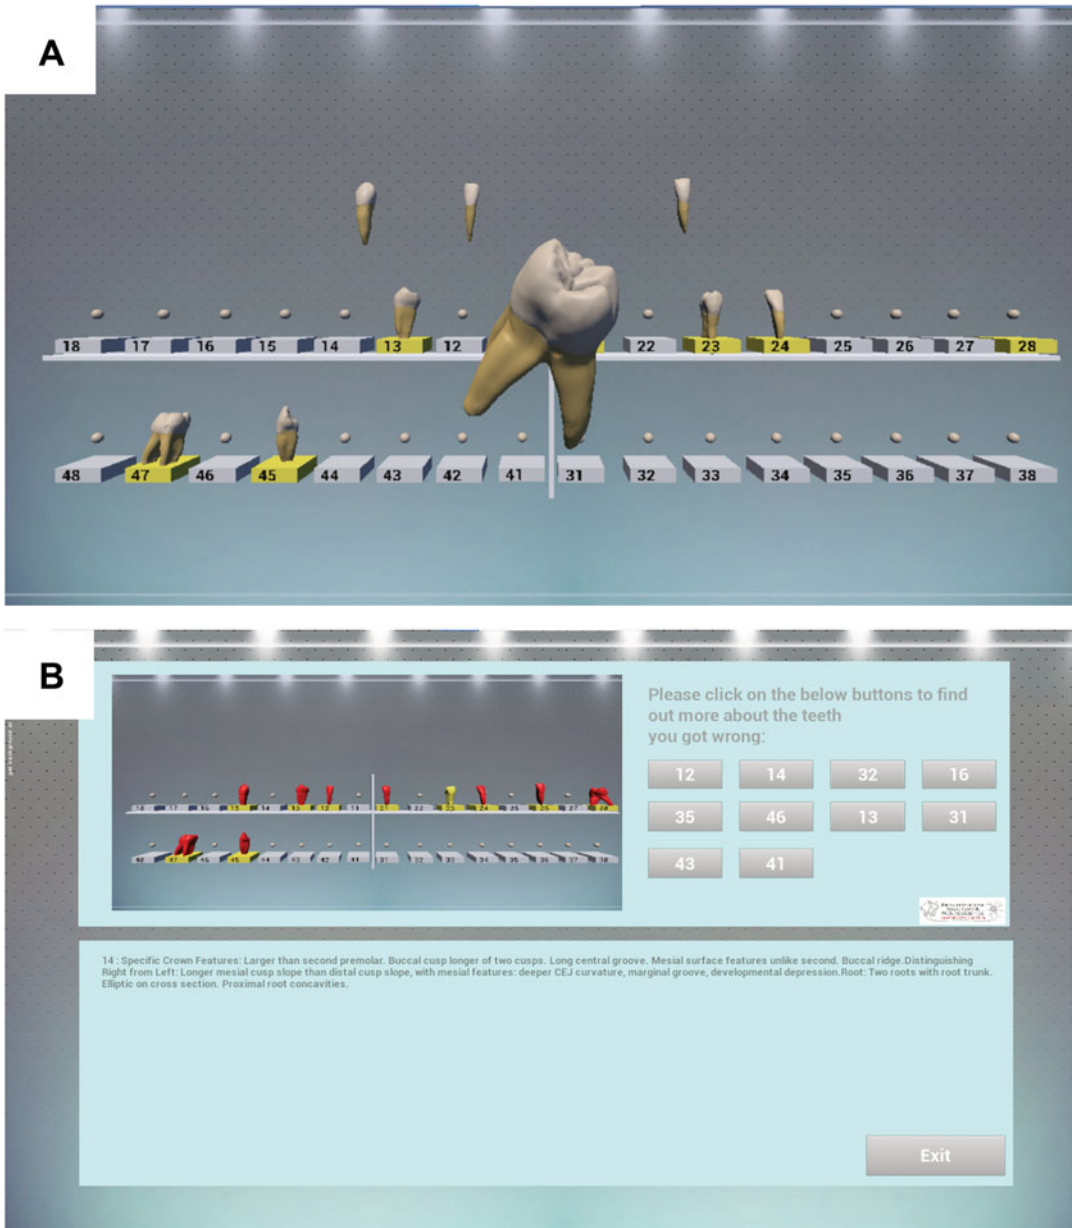 A
18 17 16 15 14 13 12 22 23 24 25 26 27 28
48 47 46 45 44 43 42 41 31 32 33 34 35 36 37 38
B
Please click on the below buttons to find
out more about the teeth
you got wrong:
12 14 32 16
35 46 13 31
43 41
14 : Specific Crown Features: Larger than second premolar. Buccal cusp longer of two cusps. Long central groove. Mesial surface features unlike second. Buccal ridge.Distinguishing
Right from Left: Longer mesial cusp slope than distal cusp slope, with mesial features: deeper CEJ curvature, marginal groove, developmental depression.Root: Two roots with root trunk.
Elliptic on cross section. Proximal root concavities.
Exit